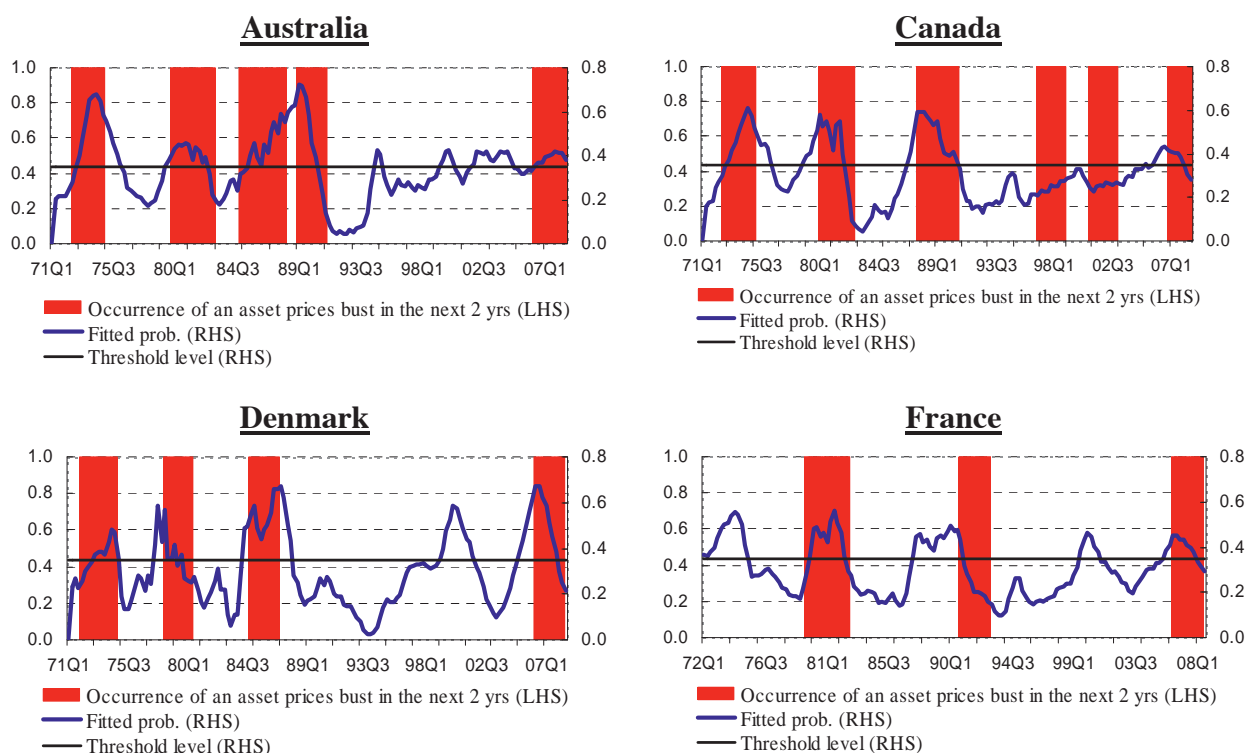 Australia
1.0
0.8
0.6
0.4
0.2
0.0
0.8
0.6
0.4
0.2
0.0
71Q1 75Q3 80Q1 84Q3 89Q1 93Q3 98Q1 02Q3 07Q1
Occurrence of an asset prices bust in the next 2 yrs (LHS)
Fitted prob. (RHS)
Threshold level (RHS)
Canada
1.0
0.8
0.6
0.4
0.2
0.0
0.8
0.6
0.4
0.2
0.0
71Q1 75Q3 80Q1 84Q3 89Q1 93Q3 98Q1 02Q3 07Q1
Occurrence of an asset prices bust in the next 2 yrs (LHS)
Fitted prob. (RHS)
Threshold level (RHS)
Denmark
1.0
0.8
0.6
0.4
0.2
0.0
0.8
0.6
0.4
0.2
0.0
71Q1 75Q3 80Q1 84Q3 89Q1 93Q3 98Q1 02Q3 07Q1
Occurrence of an asset prices bust in the next 2 yrs (LHS)
Fitted prob. (RHS)
Threshold level (RHS)
France
1.0
0.8
0.6
0.4
0.2
0.0
0.8
0.6
0.4
0.2
0.0
72Q1 76Q3 81Q1 85Q3 90Q1 94Q3 99Q1 03Q3 08Q1
Occurrence of an asset prices bust in the next 2 yrs (LHS)
Fitted prob. (RHS)
Threshold level (RHS)